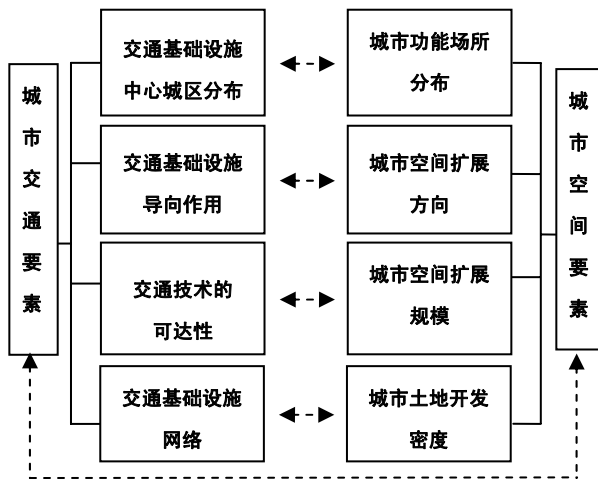 城市交通要素
交通基础设施
中心城区分布
城市功能场所
分布
交通基础设施
导向作用
城市空间扩展
方向
交通技术的
可达性
城市空间扩展
规模
交通基础设施
网络
城市土地开发
密度
城市空间要素